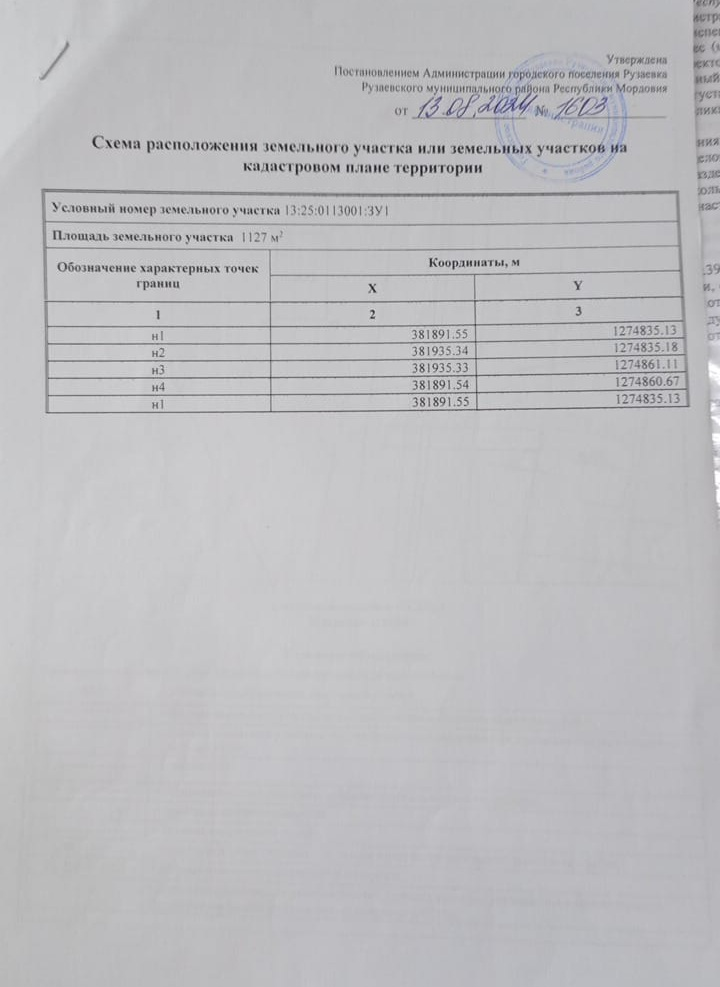 Утверждена
Постановлением Администрации городского поселения Рузаевка
Рузаевского муниципального района Республики Мордовия
от 13.08.2024 № 1603
Схема расположения земельного участка или земельных участков на
кадастровом плане территории
Условный номер земельного участка 13:25:0113001:ЗУ1
Площадь земельного участка 1127 м²
Обозначение характерных точек границ
Координаты, м
X
Y
1 2 3
н1 381891.55 1274835.13
н2 381935.34 1274835.18
н3 381935.33 1274861.11
н4 381891.54 1274860.67
н1 381891.55 1274835.13